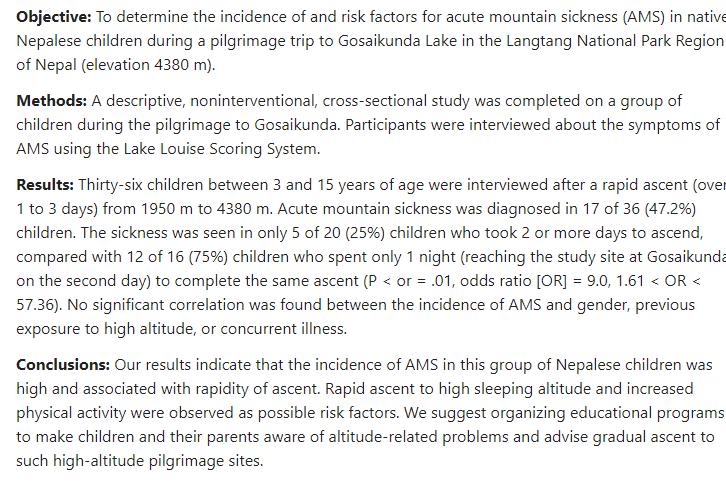 Objective: To determine the incidence of and risk factors for acute mountain sickness (AMS) in native
Nepalese children during a pilgrimage trip to Gosaikunda Lake in the Langtang National Park Region
of Nepal (elevation 4380 m).
Methods: A descriptive, noninterventional, cross-sectional study was completed on a group of
children during the pilgrimage to Gosaikunda. Participants were interviewed about the symptoms of
AMS using the Lake Louise Scoring System.
Results: Thirty-six children between 3 and 15 years of age were interviewed after a rapid ascent (over
1 to 3 days) from 1950 m to 4380 m. Acute mountain sickness was diagnosed in 17 of 36 (47.2%)
children. The sickness was seen in only 5 of 20 (25%) children who took 2 or more days to ascend,
compared with 12 of 16 (75%) children who spent only 1 night (reaching the study site at Gosaikunda
on the second day) to complete the same ascent (P < or = .01, odds ratio [OR] = 9.0, 1.61 < OR <
57.36). No significant correlation was found between the incidence of AMS and gender, previous
exposure to high altitude, or concurrent illness.
Conclusions: Our results indicate that the incidence of AMS in this group of Nepalese children was
high and associated with rapidity of ascent. Rapid ascent to high sleeping altitude and increased
physical activity were observed as possible risk factors. We suggest organizing educational programs
to make children and their parents aware of altitude-related problems and advise gradual ascent to
such high-altitude pilgrimage sites.